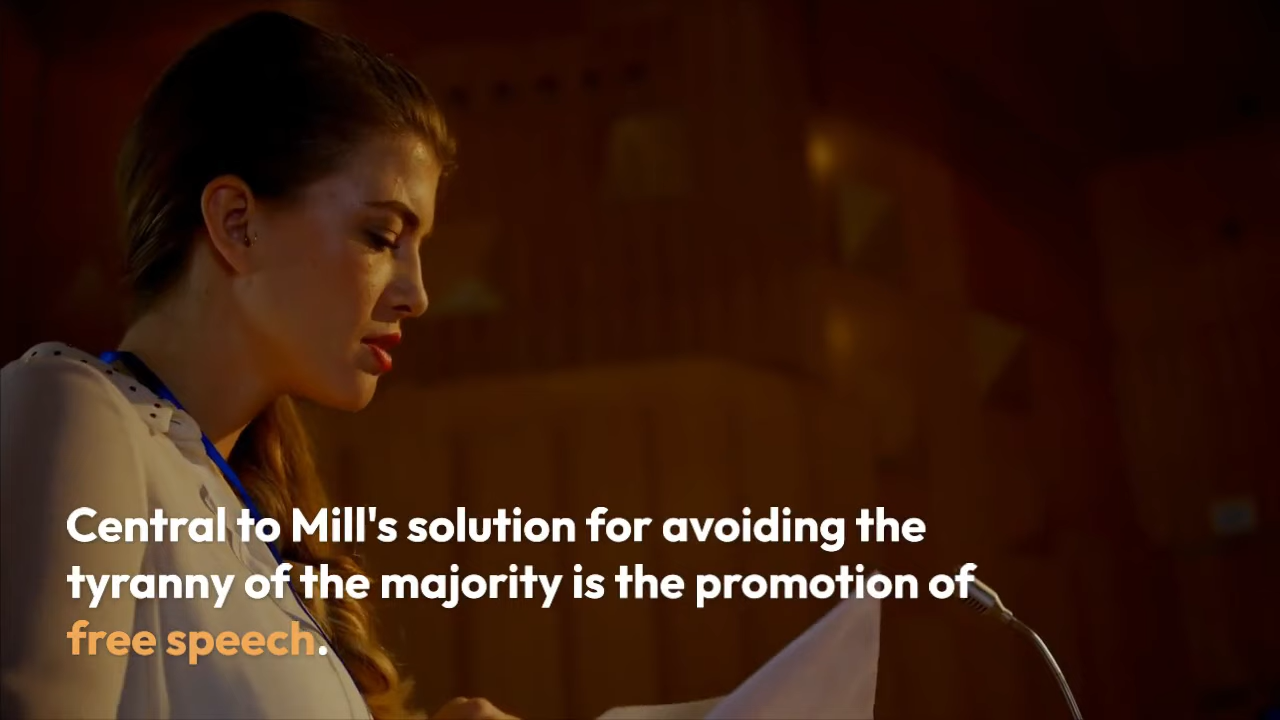 Central to Mill's solution for avoiding the
tyranny of the majority is the promotion of
free speech.